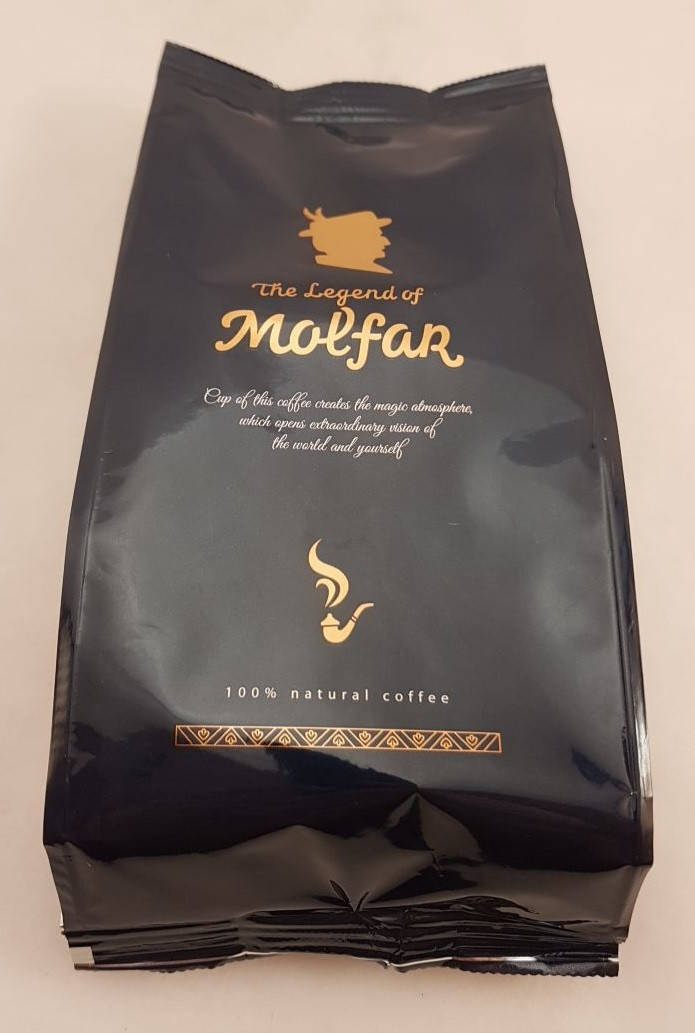 The Legend of
Molfar
Cup of this coffee creates the magic atmosphere,
which opens extraordinary vision of
the world and yourself
100% natural coffee